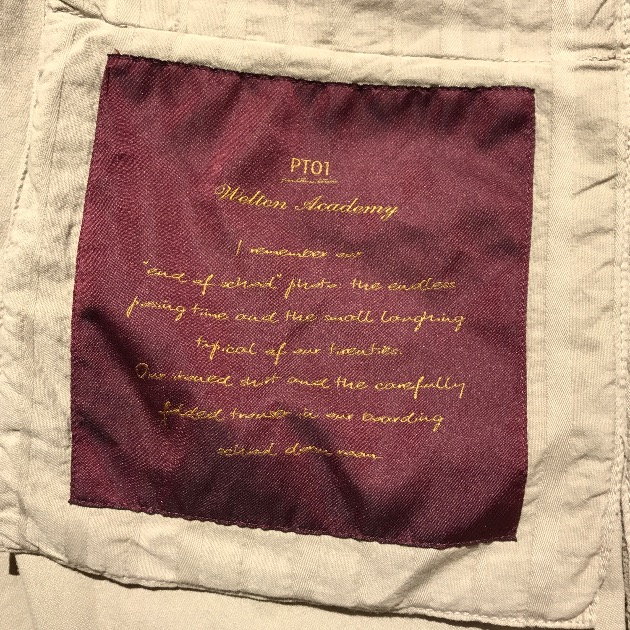 PT01
Welton Academy
I remember our
"end of school" photo: the endless
posing time and the small laughing
typical of our twenties.
Our ironed shirt and the carefully
folded trouser in our boarding
school dorm room